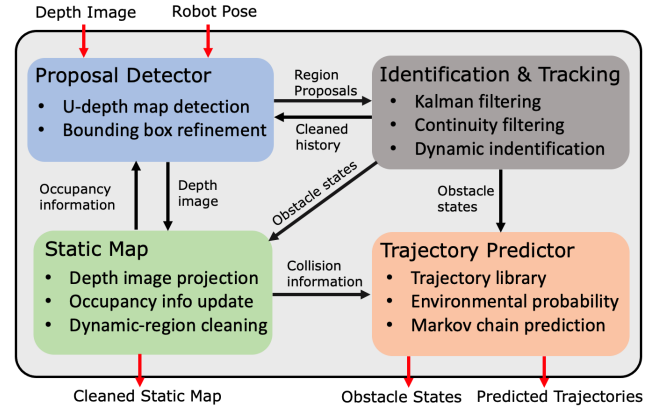 Depth Image
Robot Pose
Proposal Detector
• U-depth map detection
• Bounding box refinement
Region
Proposals
Cleaned
history
Identification & Tracking
• Kalman filtering
• Continuity filtering
• Dynamic indentification
Occupancy
information
Depth
image
Obstacle states
Obstacle
states
Static Map
• Depth image projection
• Occupancy info update
• Dynamic-region cleaning
Collision
information
Trajectory Predictor
• Trajectory library
• Environmental probability
• Markov chain prediction
Cleaned Static Map
Obstacle States
Predicted Trajectories